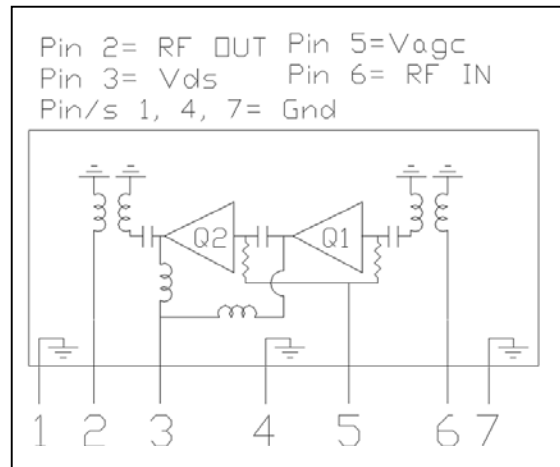 Pin 2= RF OUT Pin 5=Vagc
Pin 3= Vds Pin 6= RF IN
Pin/s 1, 4, 7= Gnd
Q2 Q1
1 2 3 4 5 6 7